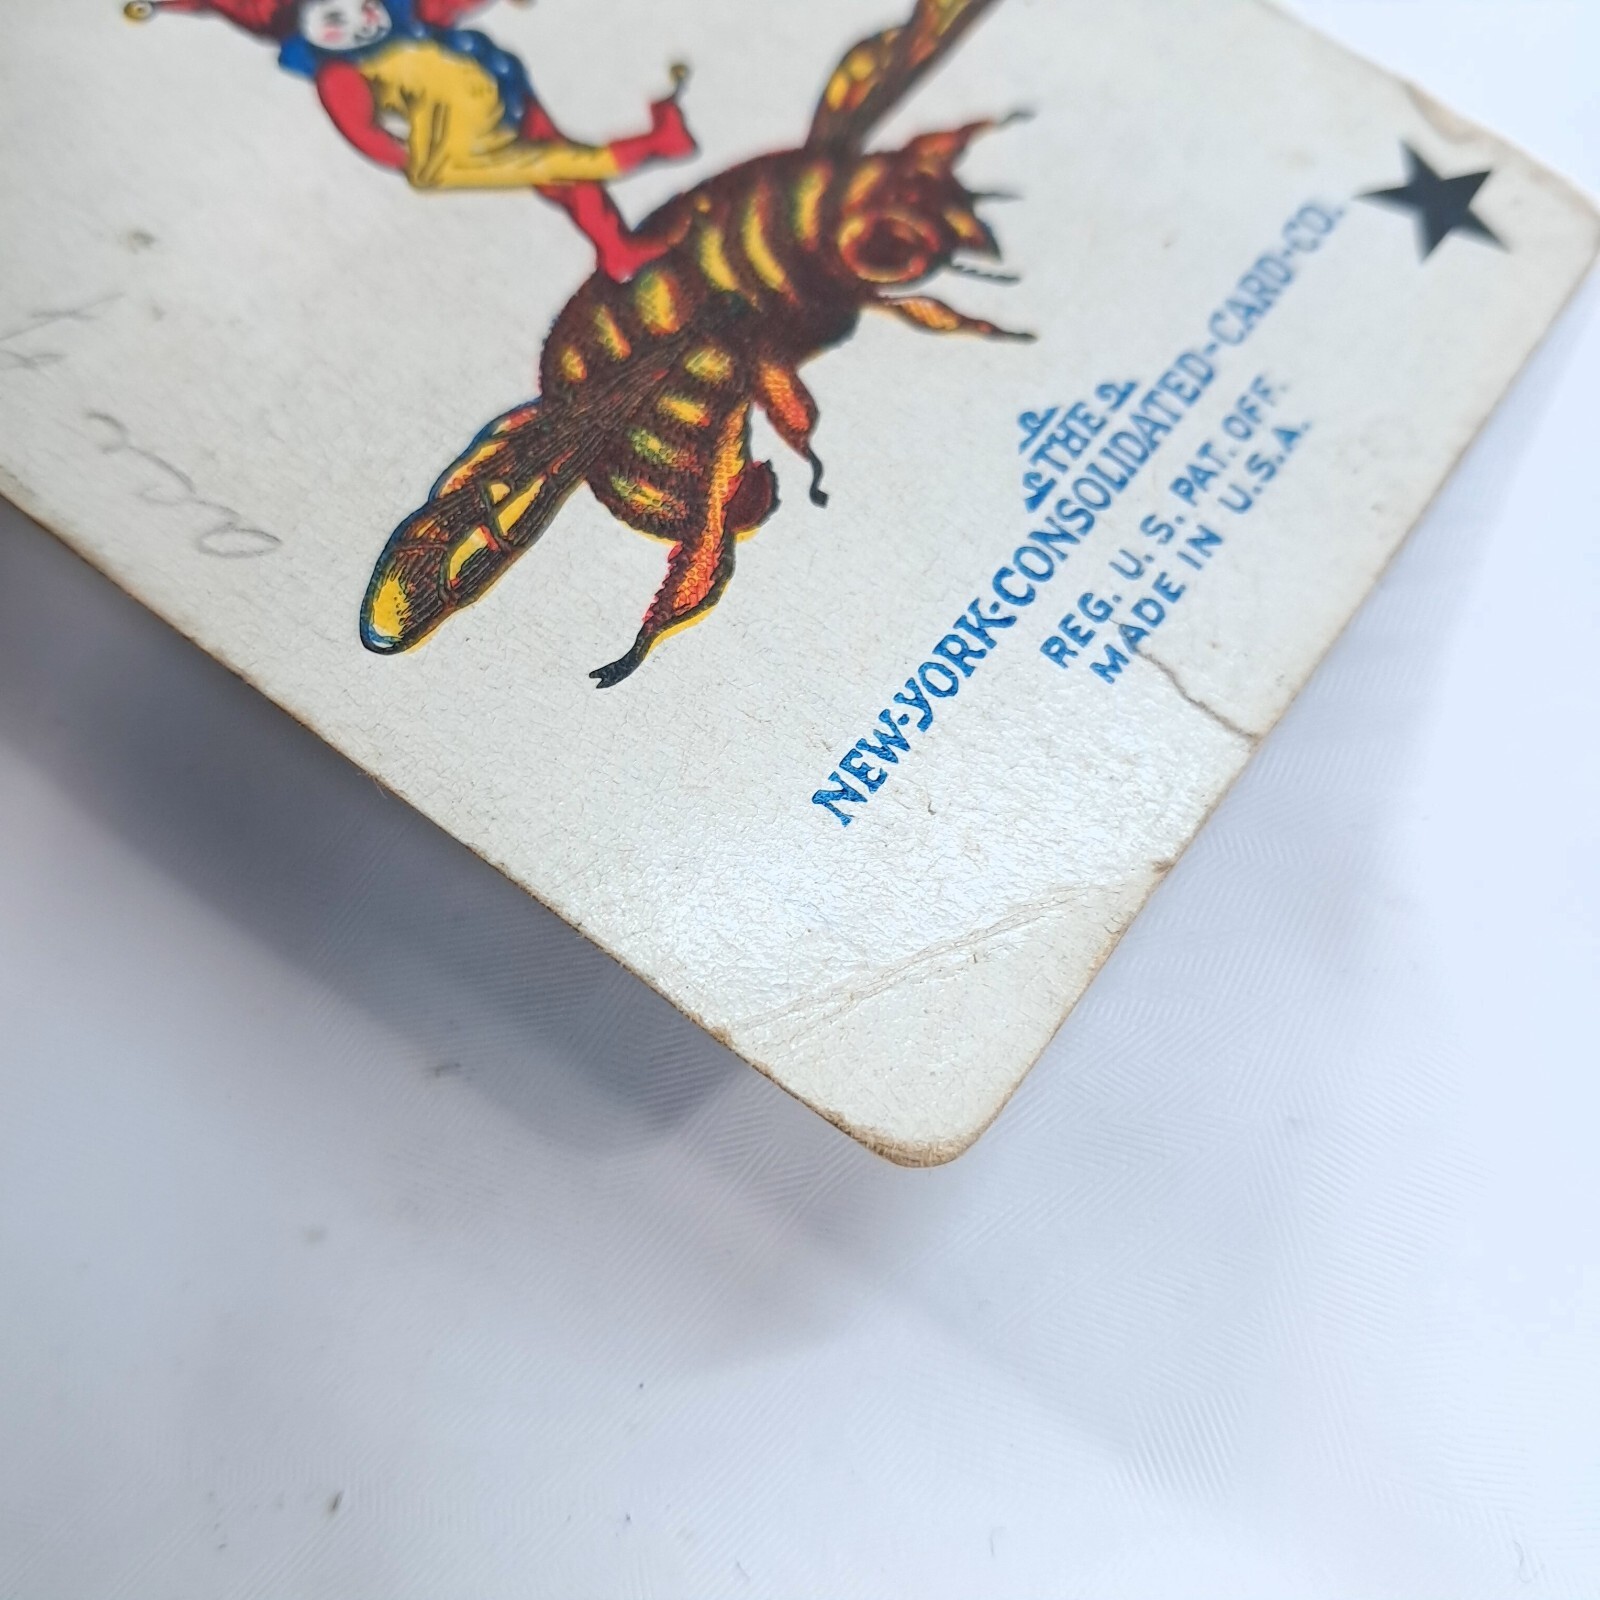 THE
NEW-YORK-CONSOLIDATED-CARD-CO.
REG. U. S. PAT. OFF.
MADE IN U.S.A.